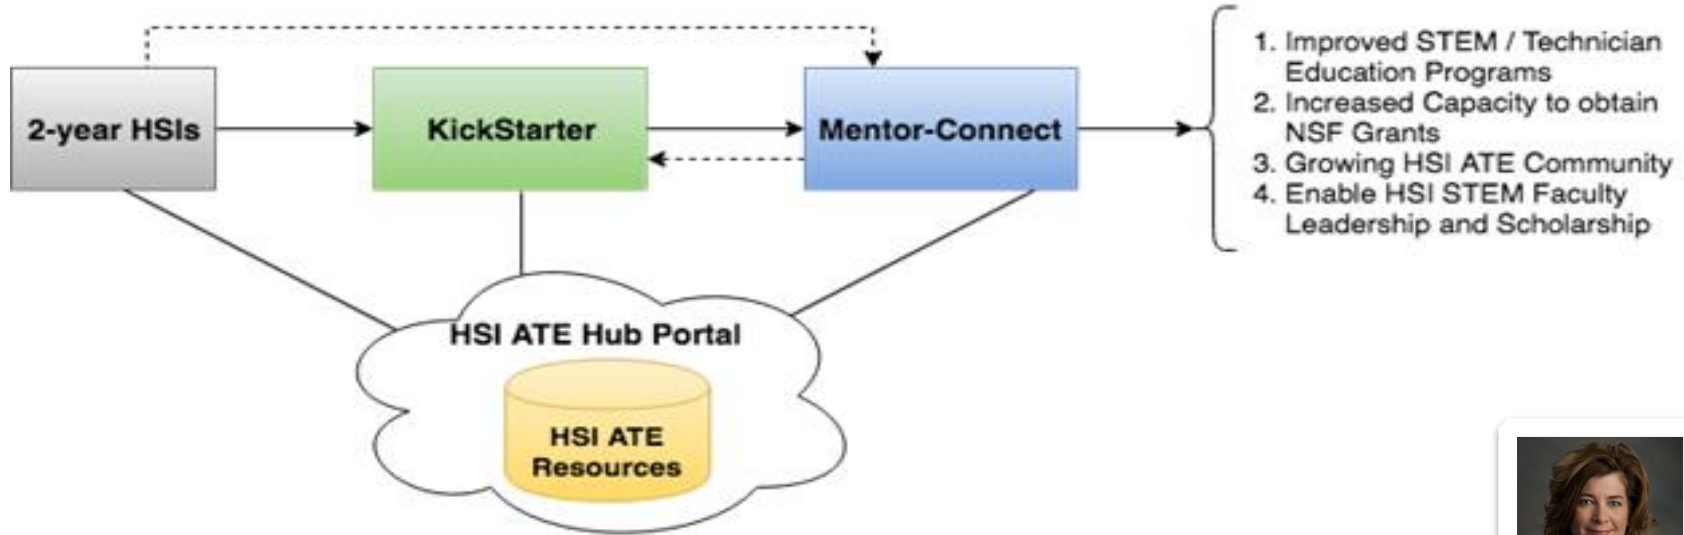 2-year HSIs
KickStarter
Mentor-Connect
1. Improved STEM / Technician
Education Programs
2. Increased Capacity to obtain
NSF Grants
3. Growing HSI ATE Community
4. Enable HSI STEM Faculty
Leadership and Scholarship
HSI ATE Hub Portal
HSI ATE
Resources